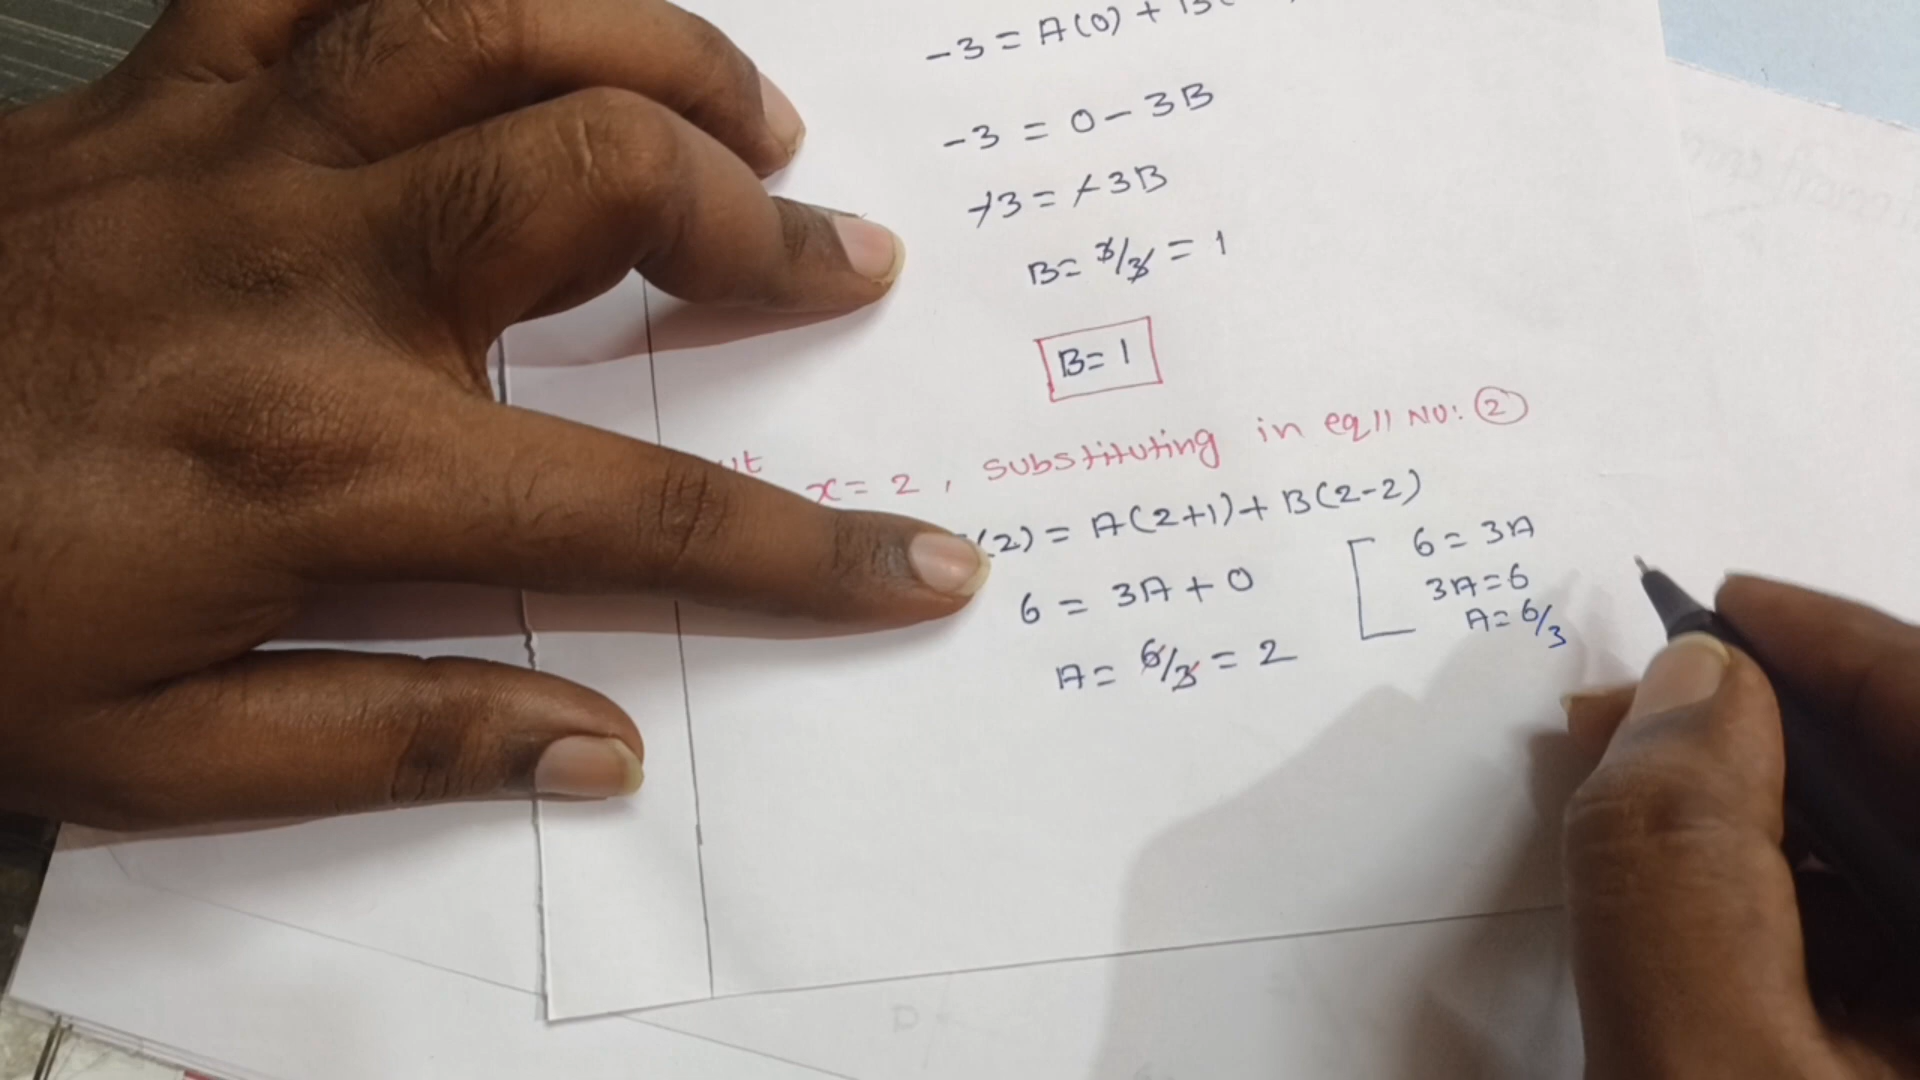 -3 = A(0) + B(
-3 = 0 - 3B
-3 = -3B
B = 3/3 = 1
B = 1
x = 2, substituting in eq11 NO: ②
(2) = A(2+1) + B(2-2)
6 = 3A + 0
A = 6/3 = 2
6 = 3A
3A = 6
A = 6/3